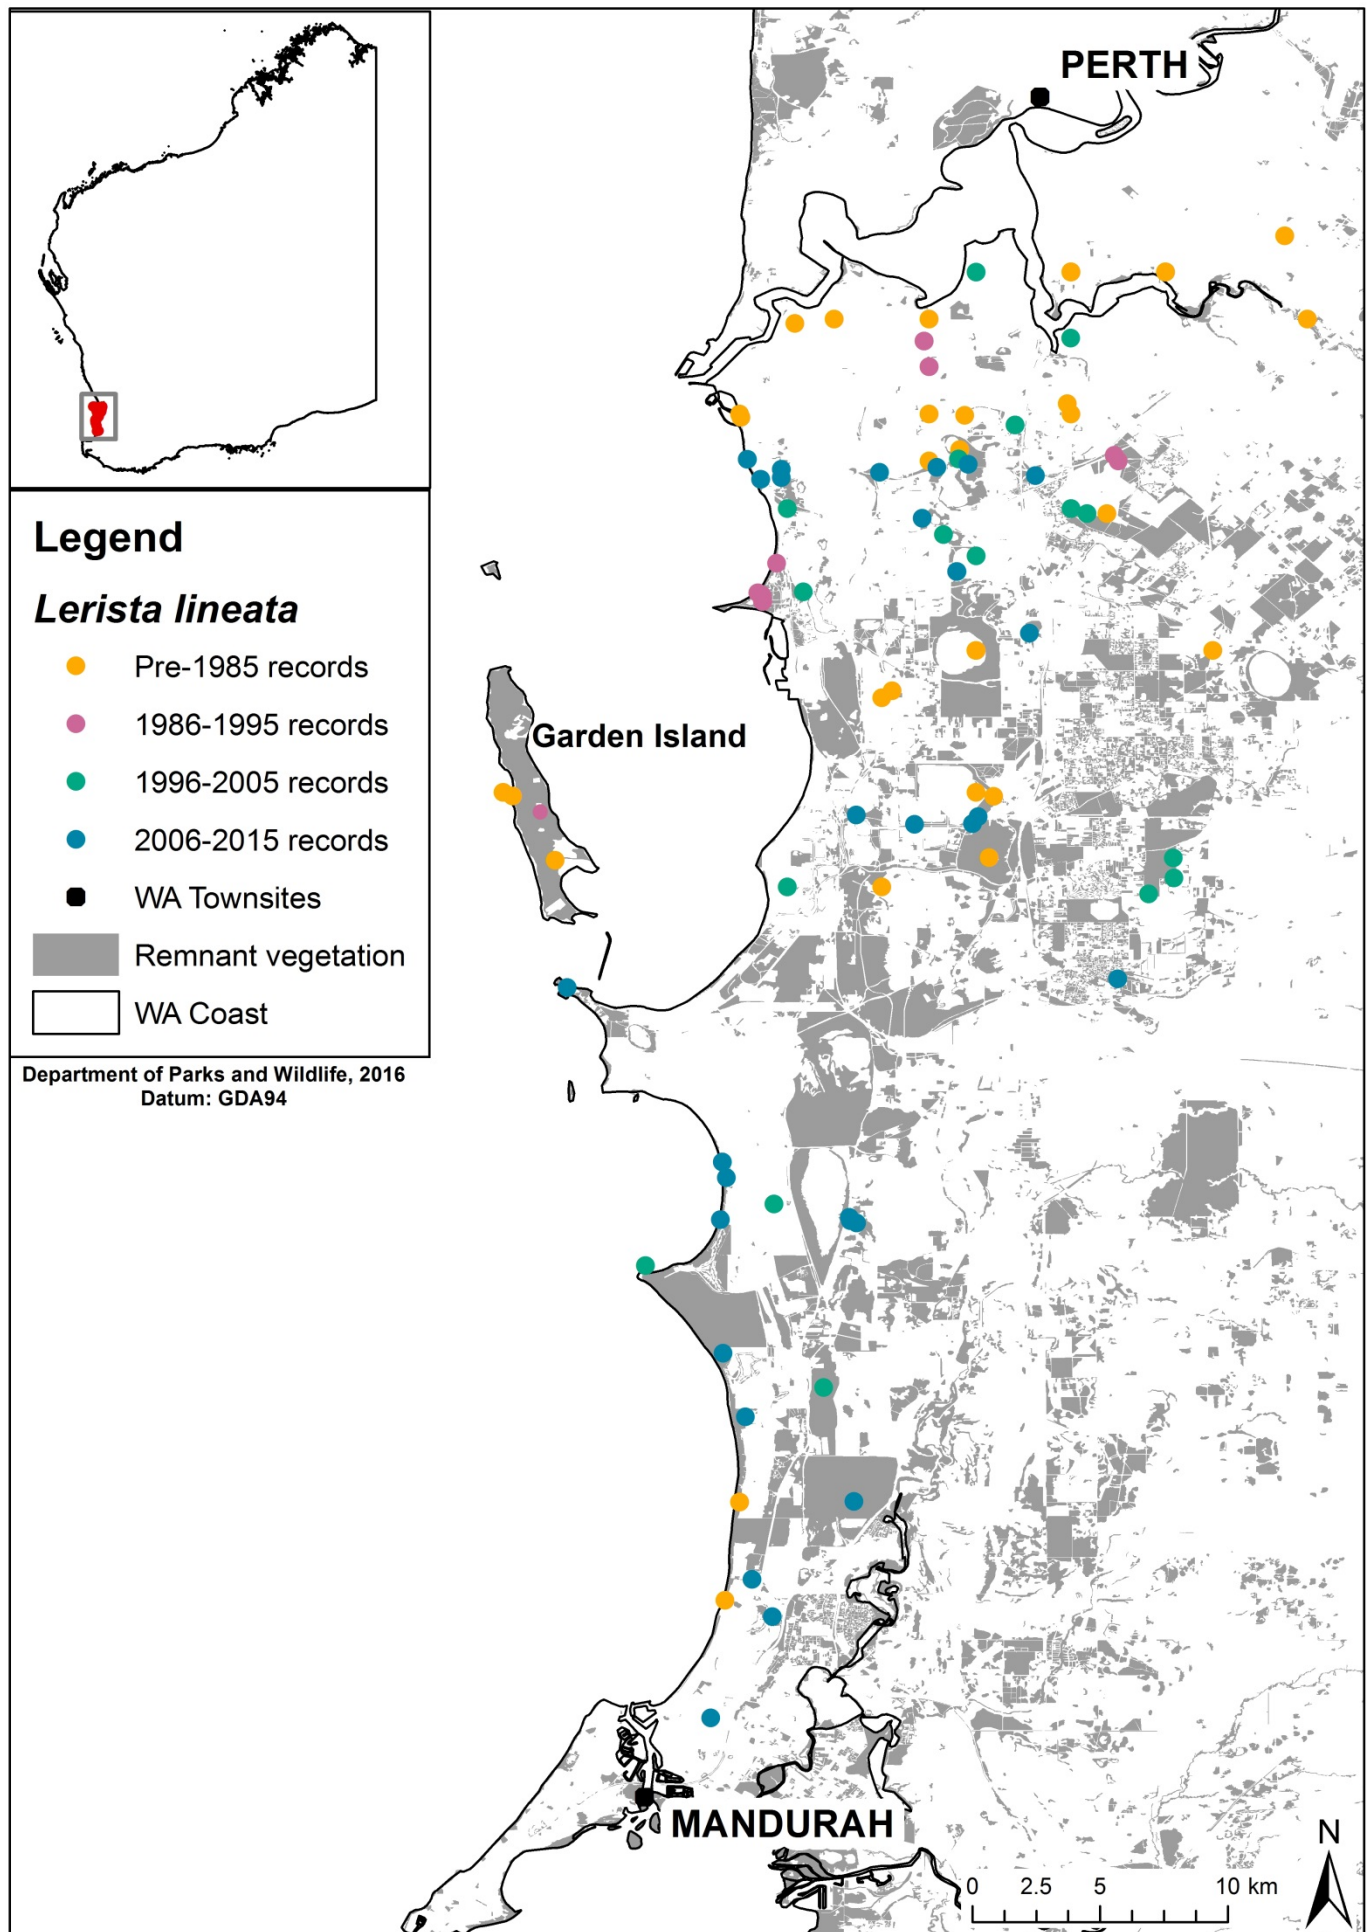 PERTH
Legend
Lerista lineata
Pre-1985 records
1986-1995 records
Garden Island
1996-2005 records
2006-2015 records
WA Townsites
Remnant vegetation
WA Coast
Department of Parks and Wildlife, 2016
Datum: GDA94
MANDURAH
N
0 2.5 5 10 km